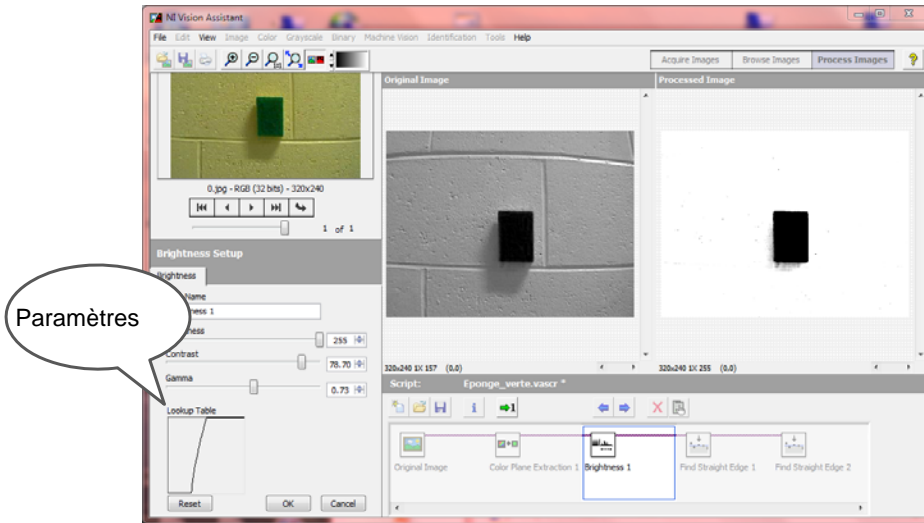 NI Vision Assistant
File Edit View Image Color Grayscale Binary Machine Vision Identification Tools Help
Acquire Images Browse Images Process Images
Original Image
Processed Image
0.jpg - RGB (32 bits) - 320x240
1 of 1
Brightness Setup
Brightness
Name
ness 1
ness
255
Contrast
78.70
Gamma
0.73
Lookup Table
Reset OK Cancel
Paramètres
320x240 1X 157 (0,0)
320x240 1X 255 (0,0)
Script: Eponge_verte.vascr *
Original Image
Color Plane Extraction 1
Brightness 1
Find Straight Edge 1
Find Straight Edge 2